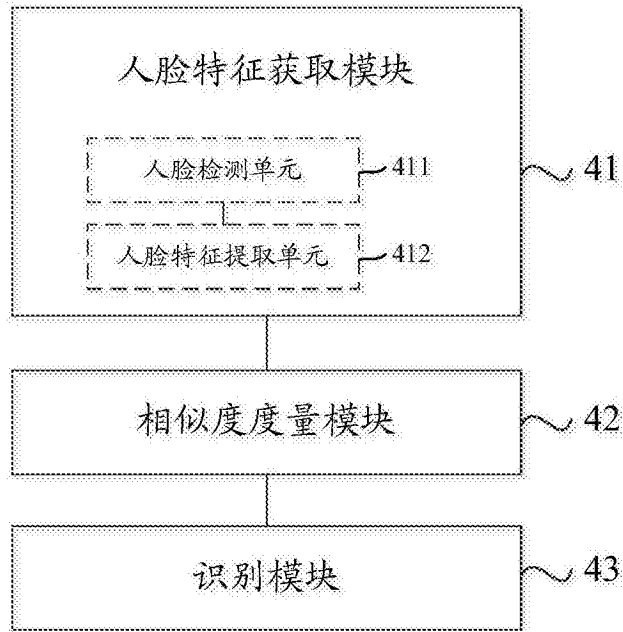 人脸特征获取模块
人脸检测单元 411
41
人脸特征提取单元 412
相似度度量模块 42
识别模块 43